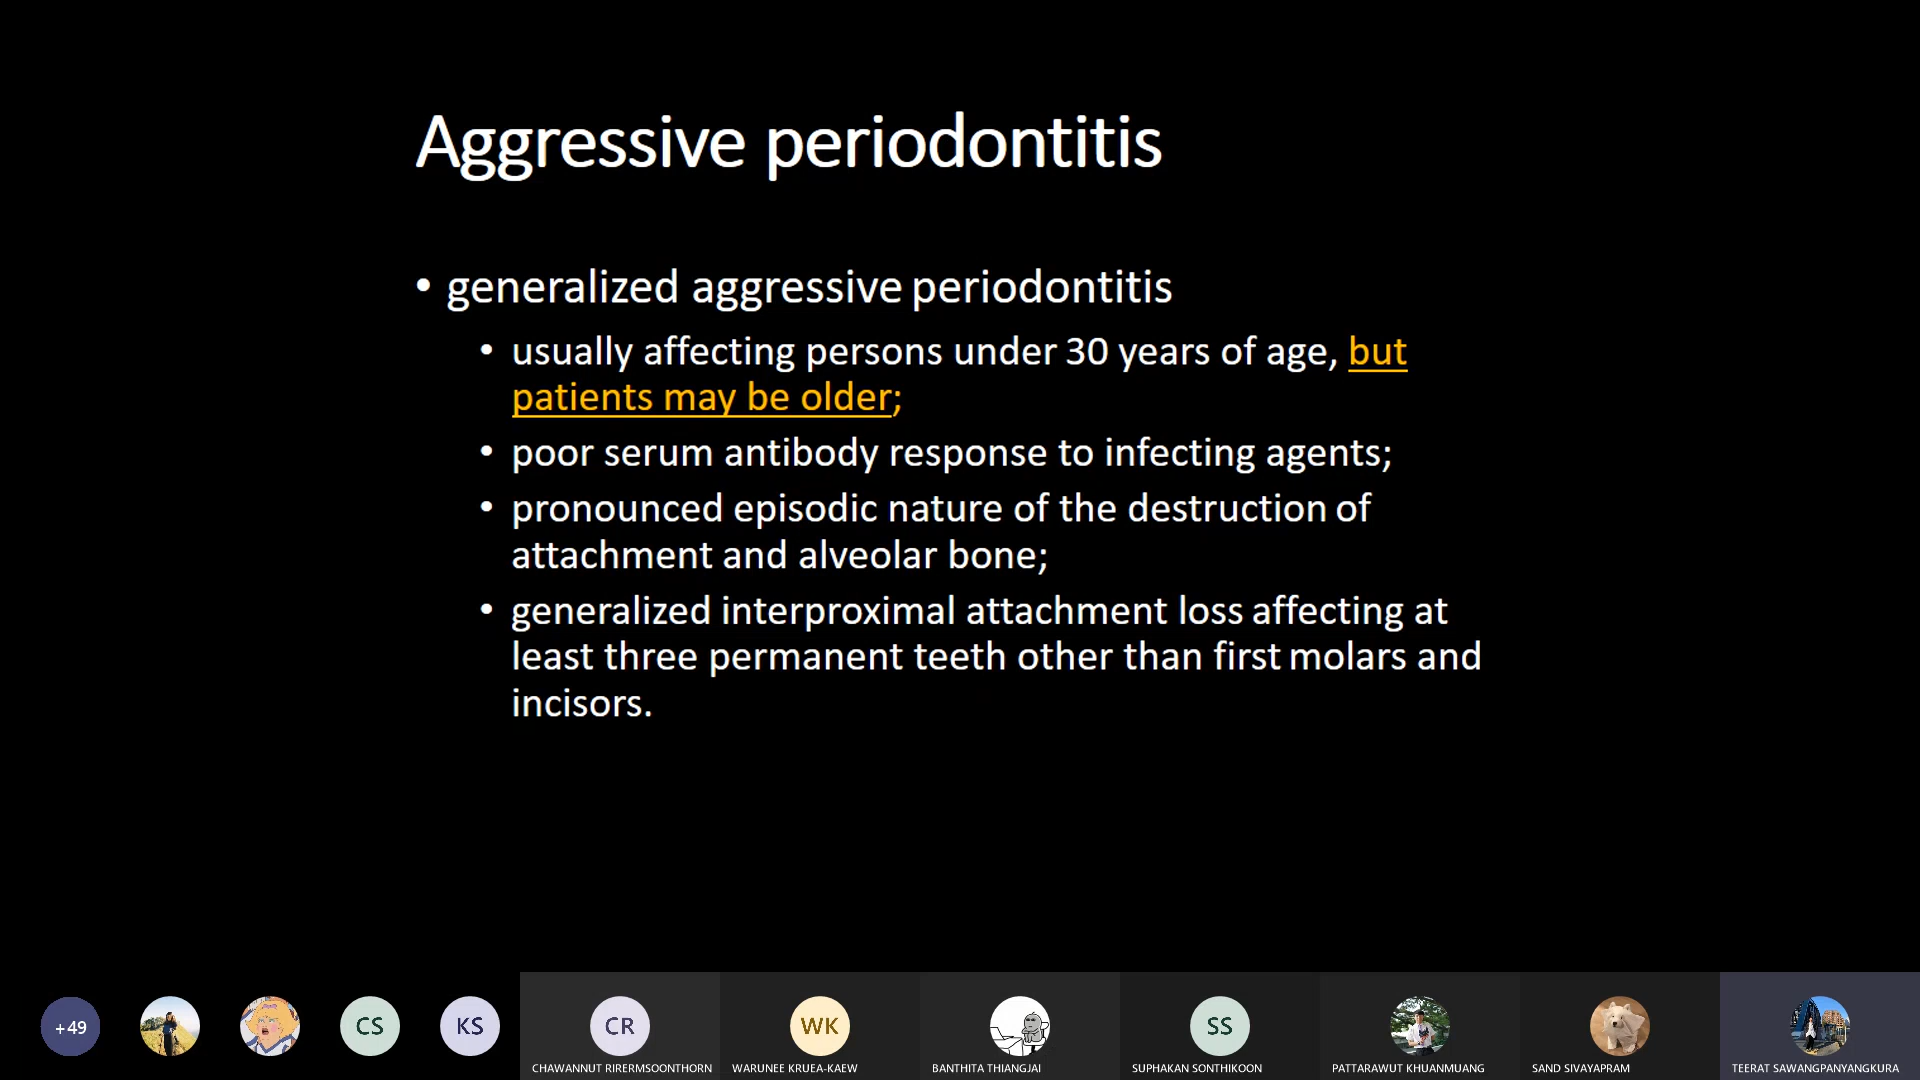 Aggressive periodontitis
• generalized aggressive periodontitis
• usually affecting persons under 30 years of age, but
patients may be older;
• poor serum antibody response to infecting agents;
• pronounced episodic nature of the destruction of
attachment and alveolar bone;
• generalized interproximal attachment loss affecting at
least three permanent teeth other than first molars and
incisors.
+49
CS
KS
CR
WK
SS
CHAWANNUT RIRERMSOONTHORN
WARUNEE KRUEA-KAEW
BANTHITA THIANGJAI
SUPHAKAN SONTHIKOON
PATTARAWUT KHUANMUANG
SAND SIVAYAPRAM
TEERAT SAWANGPANYANGKURA